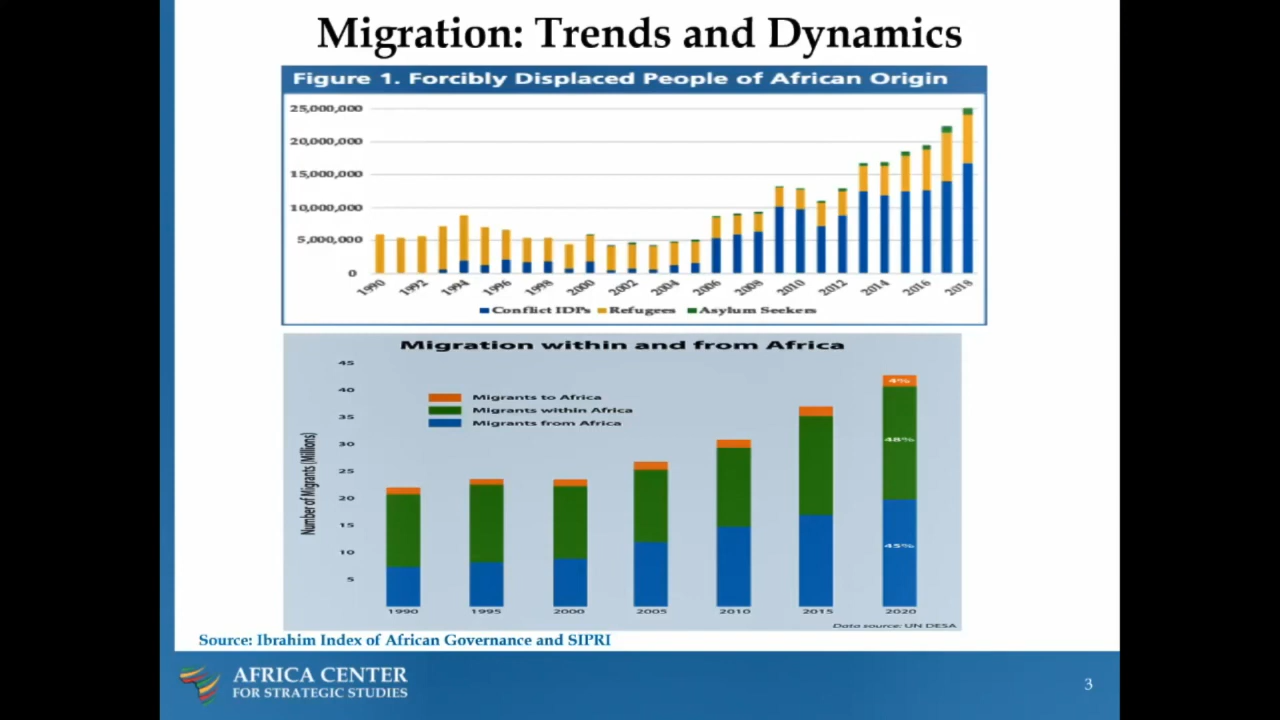 Migration: Trends and Dynamics
Figure 1. Forcibly Displaced People of African Origin
25,000,000
20,000,000
15,000,000
10,000,000
5,000,000
0
1990 1992 1994 1996 1998 2000 2002 2004 2006 2008 2010 2012 2014 2016 2018
Conflict IDPs Refugees Asylum Seekers
Migration within and from Africa
Number of Migrants (Millions)
45
40
35
30
25
20
15
10
5
Migrants to Africa
Migrants within Africa
Migrants from Africa
4%
48%
45%
1990 1995 2000 2005 2010 2015 2020
Data source: UN DESA
Source: Ibrahim Index of African Governance and SIPRI
AFRICA CENTER
FOR STRATEGIC STUDIES
3